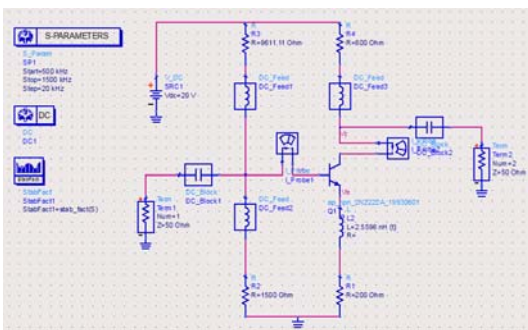 S-PARAMETERS
S_Param
SP1
Start=500 kHz
Stop=1500 kHz
Step=20 kHz
DC
DC
DC1
StabFact
StabFact1
StabFact1=stab_fact(S)
V_DC
SRC1
Vdc=20 V
R
R3
R=9611.11 Ohm
R
R4
R=600 Ohm
DC_Feed
DC_Feed1
DC_Feed
DC_Feed3
I_Probe
I_Probe1
DC_Block
DC_Block1
DC_Block2
Term
Term1
Num=1
Z=50 Ohm
Term
Term2
Num=2
Z=50 Ohm
DC_Feed
DC_Feed2
Q1
L
L2
R=
R
R2
R=1500 Ohm
R
R1
R=200 Ohm